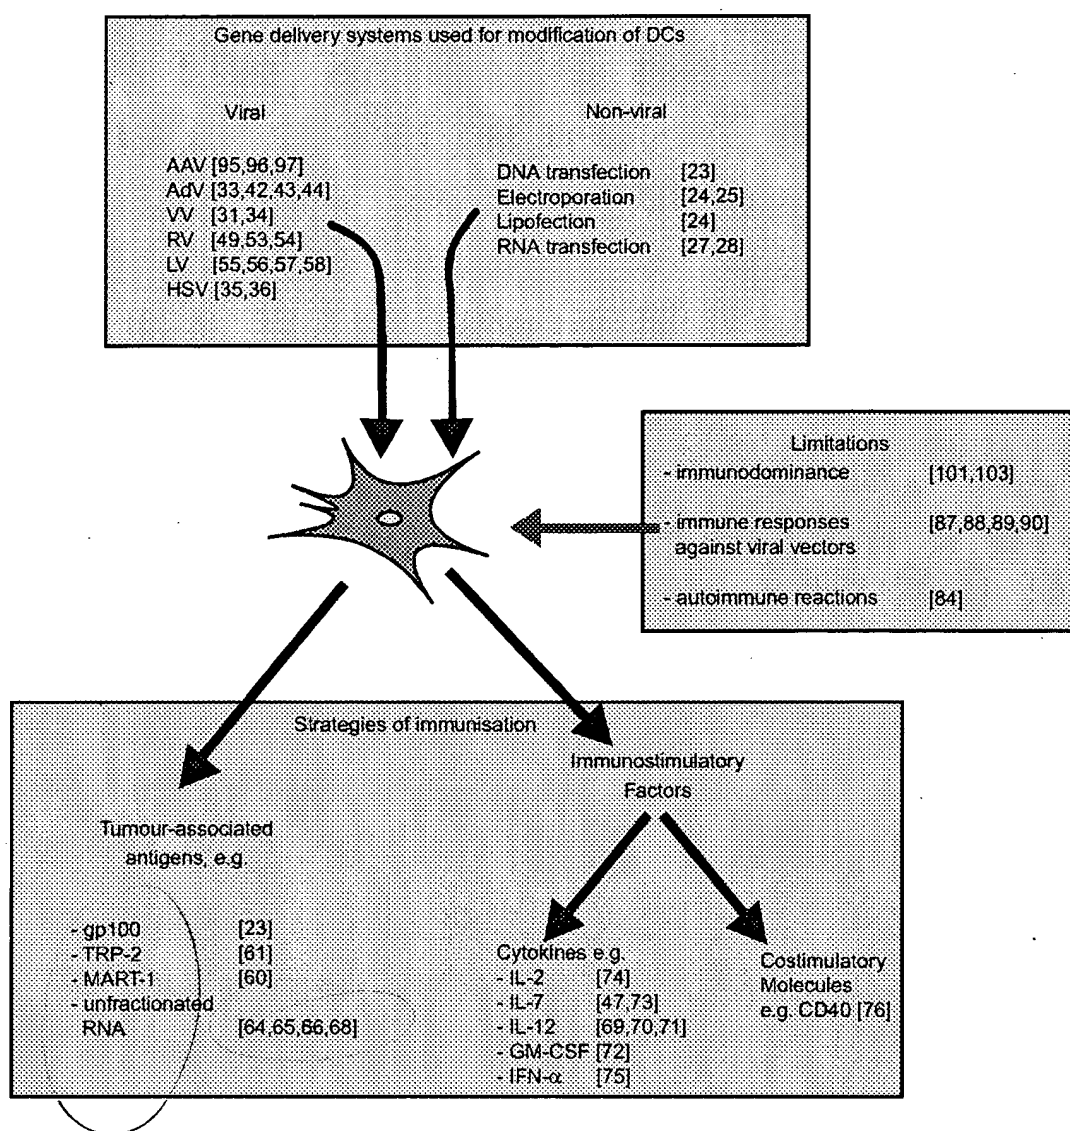 Gene delivery systems used for modification of DCs
Viral
AAV [95,96,97]
AdV [33,42,43,44]
VV [31,34]
RV [49,53,54]
LV [55,56,57,58]
HSV [35,36]
Non-viral
DNA transfection [23]
Electroporation [24,25]
Lipofection [24]
RNA transfection [27,28]
Limitations
- immunodominance [101,103]
- immune responses [87,88,89,90]
against viral vectors
- autoimmune reactions [84]
Strategies of immunisation
Tumour-associated
antigens, e.g.
- gp100 [23]
- TRP-2 [61]
- MART-1 [60]
- unfractionated
RNA [64,65,66,68]
Immunostimulatory
Factors
Cytokines e.g.
- IL-2 [74]
- IL-7 [47,73]
- IL-12 [69,70,71]
- GM-CSF [72]
- IFN-α [75]
Costimulatory
Molecules
e.g. CD40 [76]